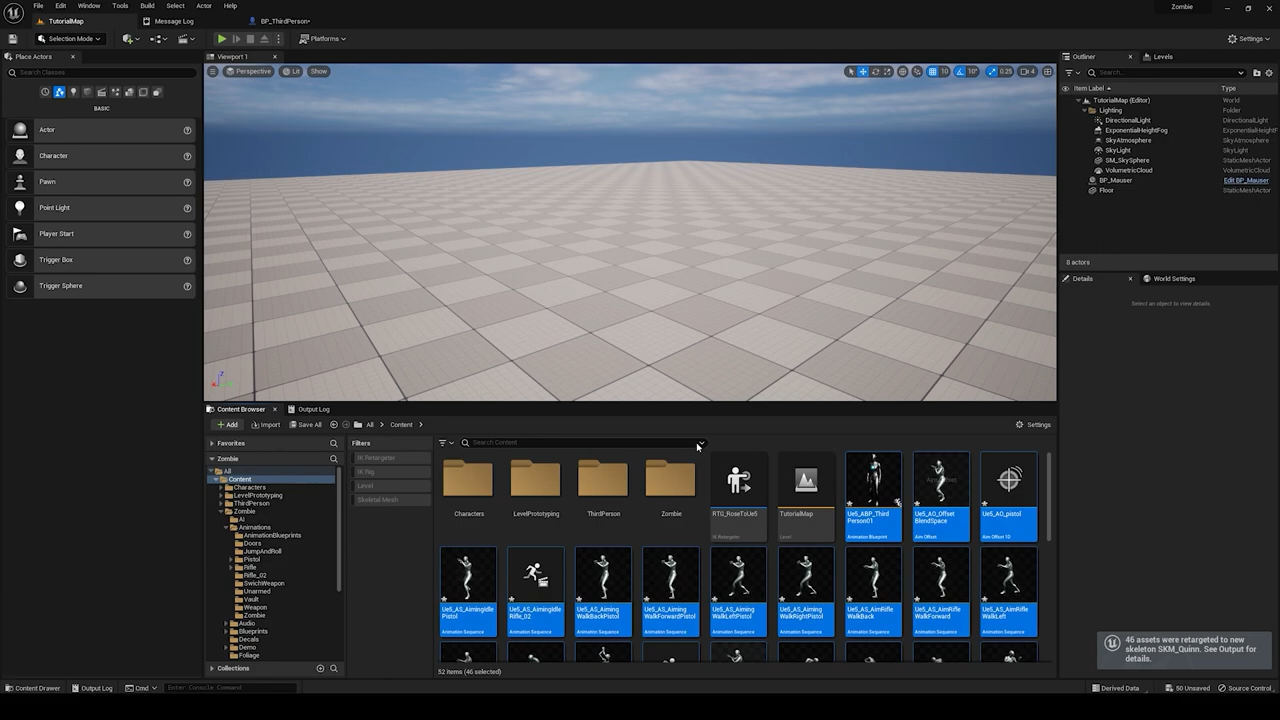 File Edit Window Tools Build Select Actor Help
Zombie
TutorialMap Message Log BP_ThirdPerson•
Selection Mode Platforms Settings
Place Actors
Search Classes
BASIC
Actor
Character
Pawn
Point Light
Player Start
Trigger Box
Trigger Sphere
Viewport 1
Perspective Lit Show 10 10° 0.25 4
Outliner Levels
Search...
Item Label Type
TutorialMap (Editor) World
Lighting Folder
DirectionalLight DirectionalLight
ExponentialHeightFog ExponentialHeightF
SkyAtmosphere SkyAtmosphere
SkyLight SkyLight
SM_SkySphere StaticMeshActor
VolumetricCloud VolumetricCloud
BP_Mauser Edit BP_Mauser
Floor StaticMeshActor
8 actors
Details World Settings
Select an object to view details.
Content Browser Output Log
Add Import Save All All Content Settings
Favorites
Zombie
All
Content
Characters
LevelPrototyping
ThirdPerson
Zombie
AI
Animations
AnimationBlueprints
Doors
JumpAndRoll
Pistol
Rifle
Rifle_02
SwichWeapon
Unarmed
Vault
Weapon
Zombie
Audio
Blueprints
Decals
Demo
Foliage
Collections
Filters
IK Retargeter
IK Rig
Level
Skeletal Mesh
Search Content
Characters
LevelPrototyping
ThirdPerson
Zombie
RTG_RoseToUe5
IK Retargeter
TutorialMap
Level
Ue5_ABP_Third
Person01
Animation Blueprint
Ue5_AO_Offset
BlendSpace
Aim Offset
Ue5_AO_pistol
Aim Offset 1D
Ue5_AS_AimingIdle
Pistol
Animation Sequence
Ue5_AS_AimingIdle
Rifle_02
Animation Sequence
Ue5_AS_Aiming
WalkBackPistol
Animation Sequence
Ue5_AS_Aiming
WalkForwardPistol
Animation Sequence
Ue5_AS_Aiming
WalkLeftPistol
Animation Sequence
Ue5_AS_Aiming
WalkRightPistol
Animation Sequence
Ue5_AS_AimRifle
WalkBack
Animation Sequence
Ue5_AS_AimRifle
WalkForward
Animation Sequence
Ue5_AS_AimRifle
WalkLeft
Animation Sequence
52 items (46 selected)
46 assets were retargeted to new
skeleton SKM_Quinn. See Output for
details.
Content Drawer Output Log Cmd Enter Console Command Derived Data 50 Unsaved Source Control